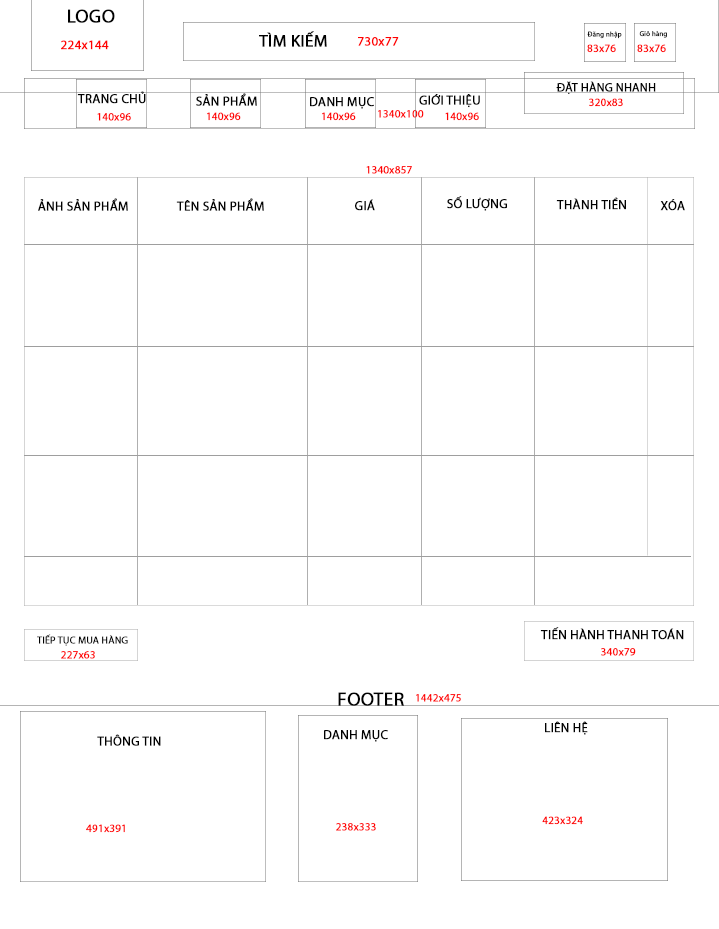 LOGO
224x144
TÌM KIẾM 730x77
Đăng nhập
83x76
Giỏ hàng
83x76
TRANG CHỦ
140x96
SẢN PHẨM
140x96
DANH MỤC
140x96
1340x100
GIỚI THIỆU
140x96
ĐẶT HÀNG NHANH
320x83
1340x857
ẢNH SẢN PHẨM TÊN SẢN PHẨM GIÁ SỐ LƯỢNG THÀNH TIỀN XÓA
TIẾP TỤC MUA HÀNG
227x63
TIẾN HÀNH THANH TOÁN
340x79
FOOTER 1442x475
THÔNG TIN
491x391
DANH MỤC
238x333
LIÊN HỆ
423x324